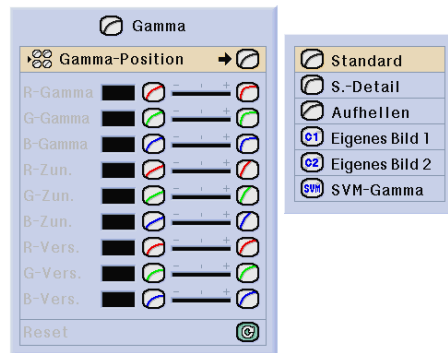 Gamma
Gamma-Position
R-Gamma
G-Gamma
B-Gamma
R-Zun.
G-Zun.
B-Zun.
R-Vers.
G-Vers.
B-Vers.
Reset
Standard
S.-Detail
Aufhellen
C1 Eigenes Bild 1
C2 Eigenes Bild 2
SVM SVM-Gamma